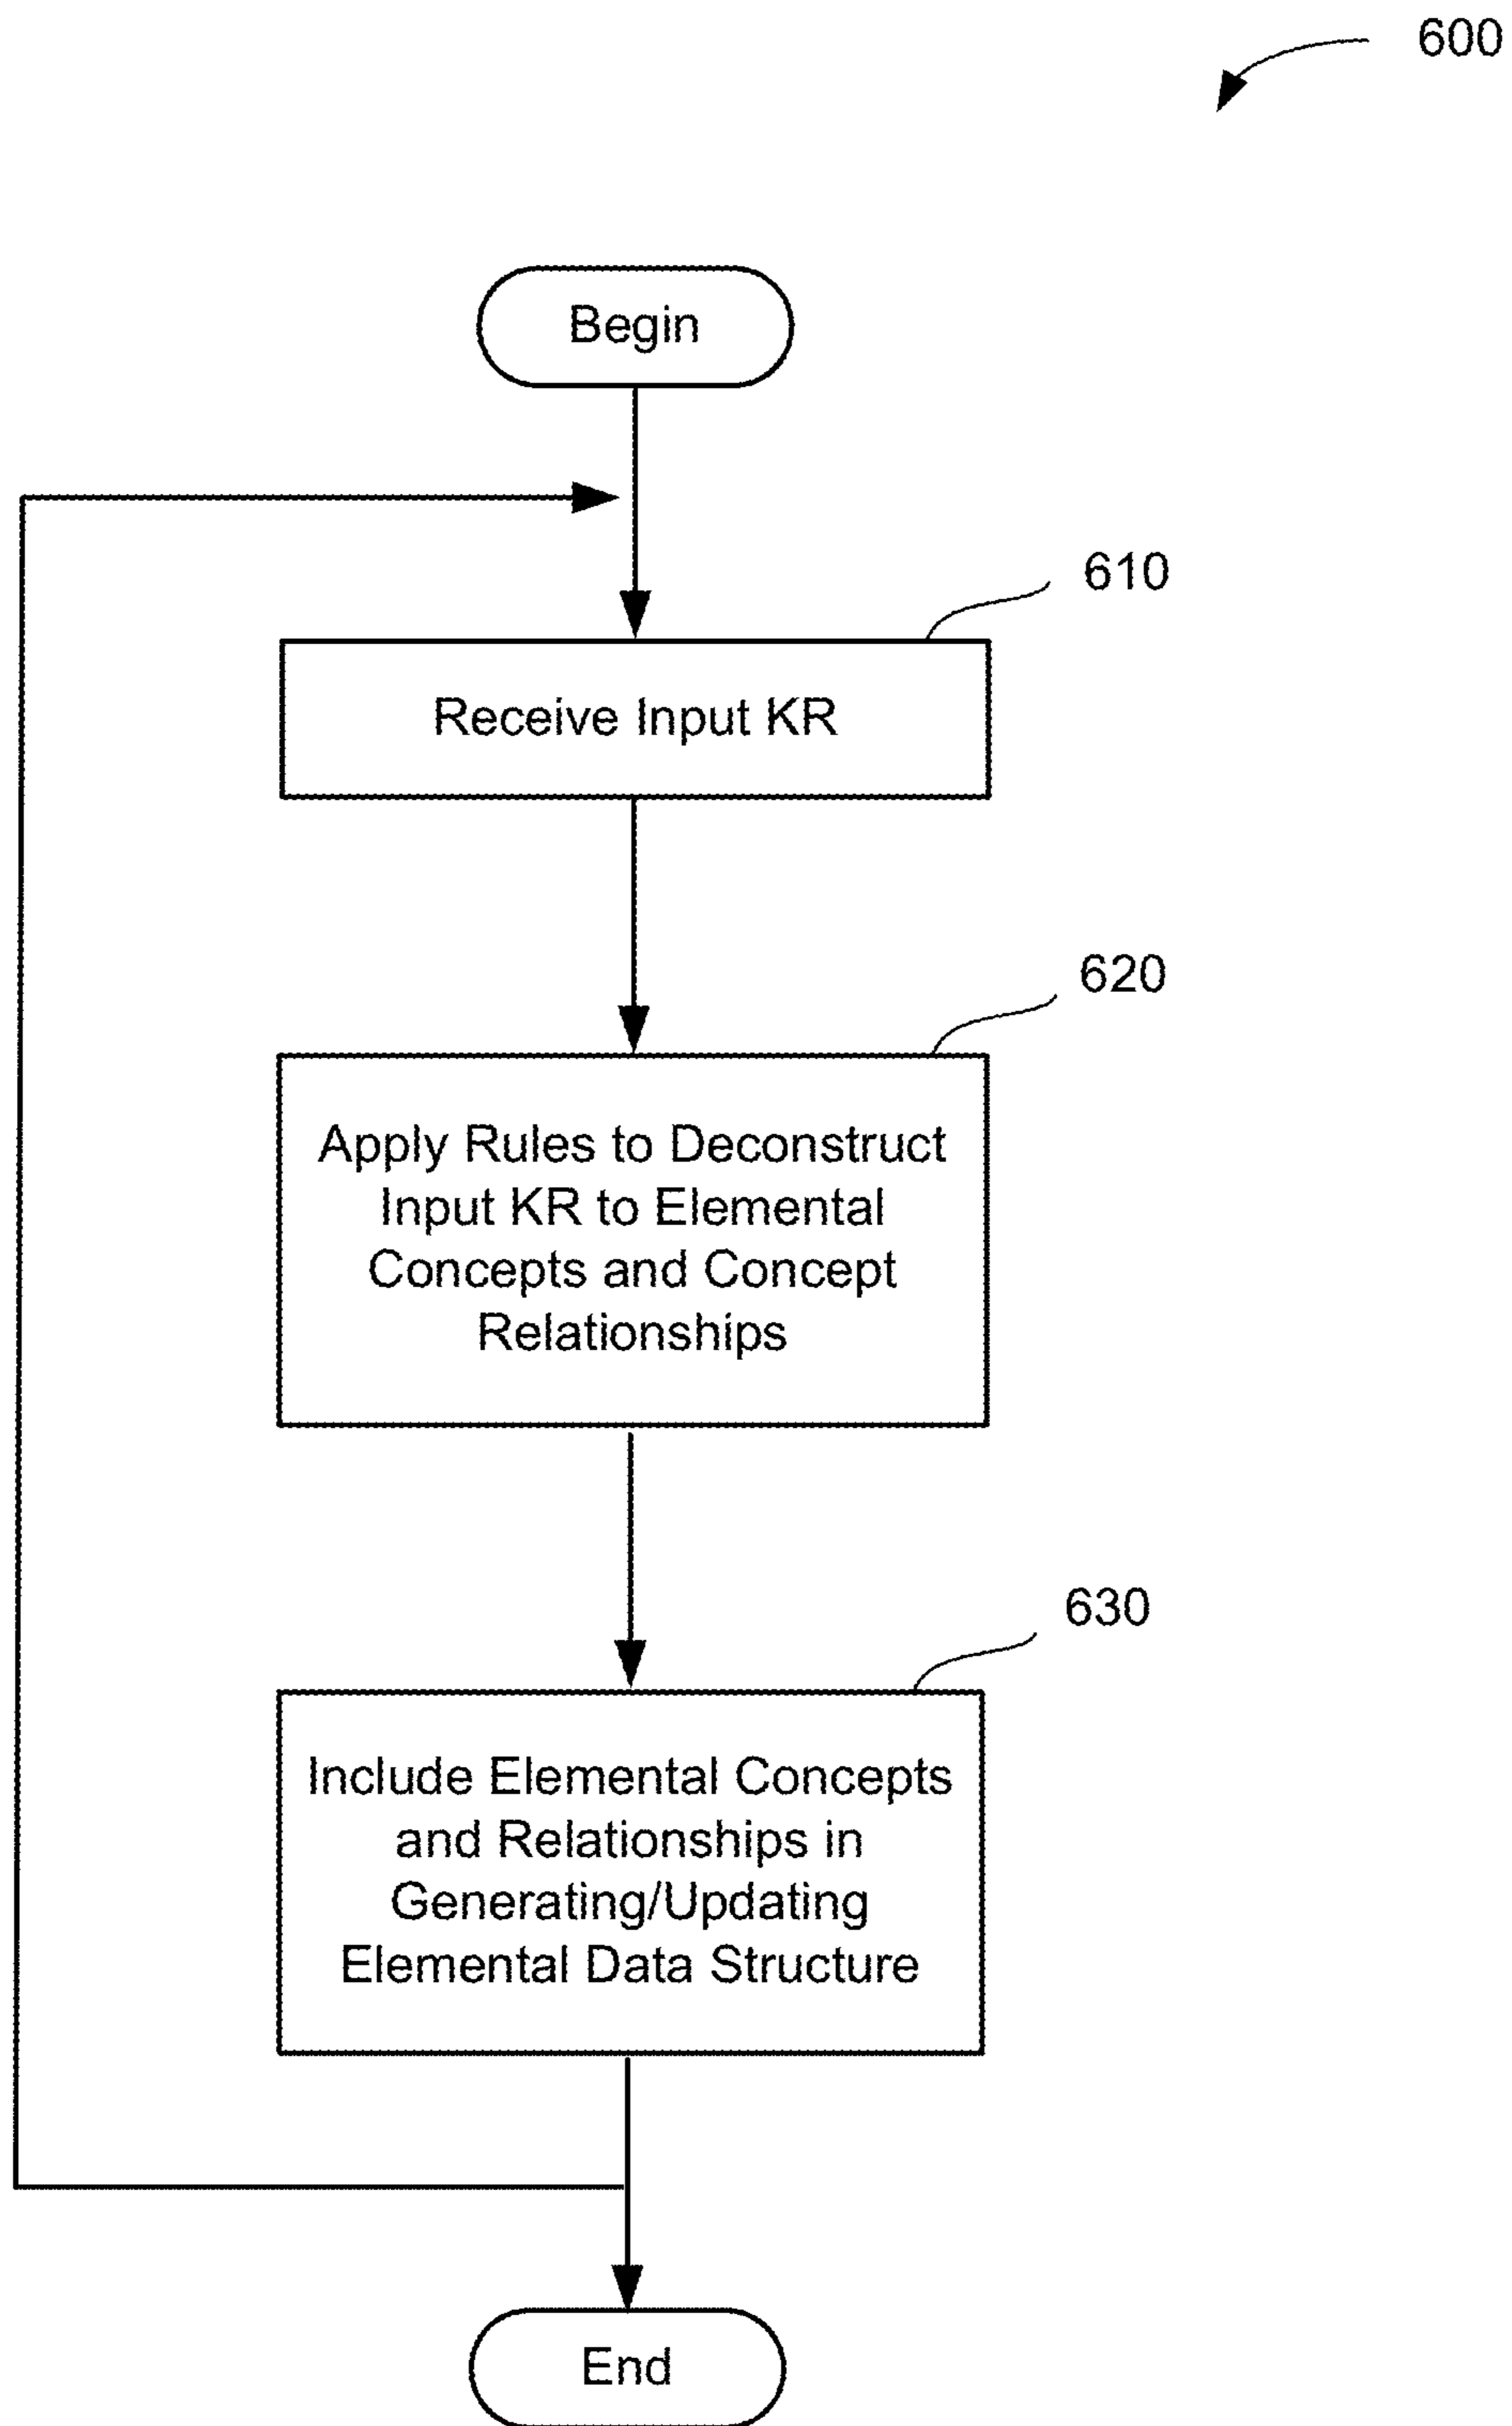 600
Begin
610
Receive Input KR
620
Apply Rules to Deconstruct
Input KR to Elemental
Concepts and Concept
Relationships
630
Include Elemental Concepts
and Relationships in
Generating/Updating
Elemental Data Structure
End